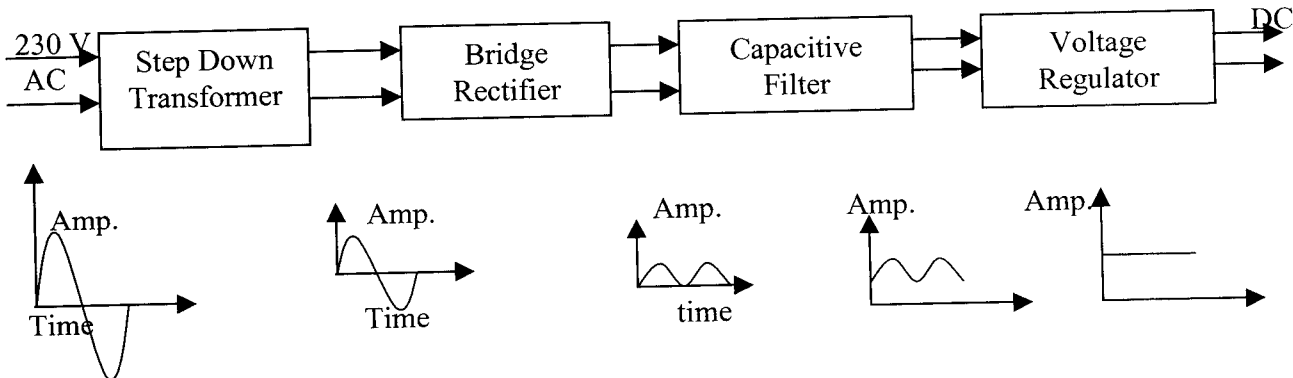 230 V
AC
Step Down
Transformer
Bridge
Rectifier
Capacitive
Filter
Voltage
Regulator
DC
Amp.
Time
Amp.
Time
Amp.
time
Amp.
Amp.